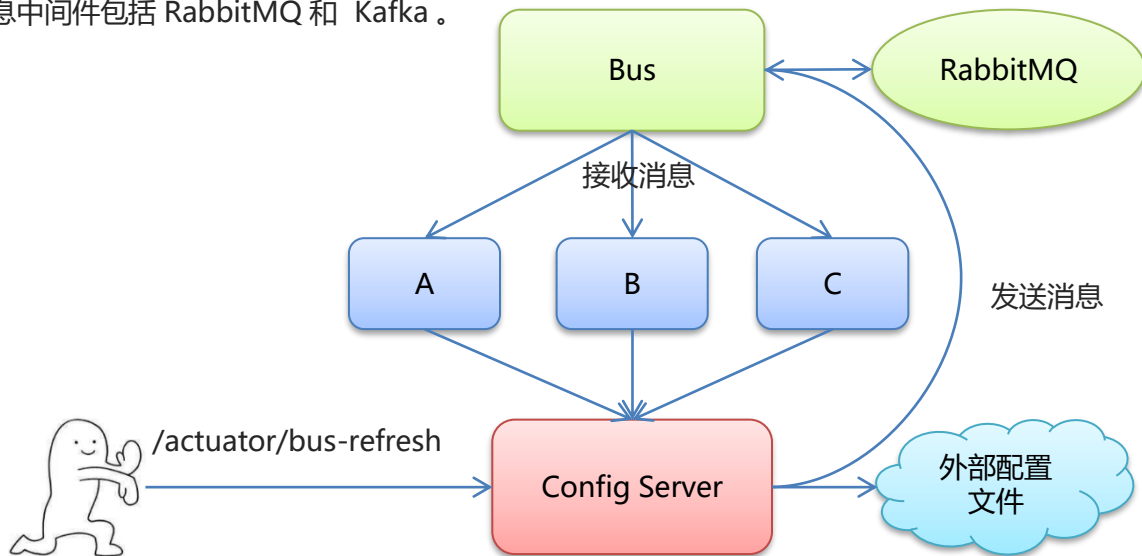 息中间件包括 RabbitMQ 和 Kafka 。
Bus
RabbitMQ
接收消息
A
B
C
发送消息
/actuator/bus-refresh
Config Server
外部配置
文件